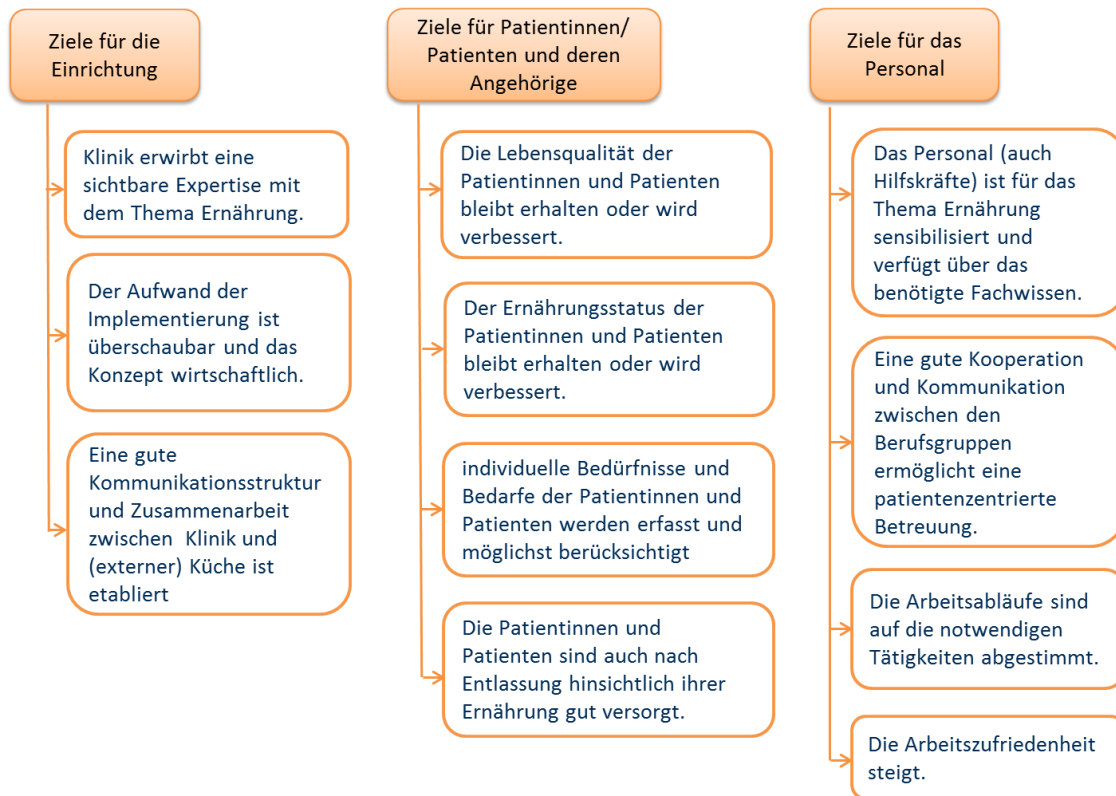 Ziele für die
Einrichtung
Klinik erwirbt eine
sichtbare Expertise mit
dem Thema Ernährung.
Der Aufwand der
Implementierung ist
überschaubar und das
Konzept wirtschaftlich.
Eine gute
Kommunikationsstruktur
und Zusammenarbeit
zwischen Klinik und
(externer) Küche ist
etabliert
Ziele für Patientinnen/
Patienten und deren
Angehörige
Die Lebensqualität der
Patientinnen und Patienten
bleibt erhalten oder wird
verbessert.
Der Ernährungsstatus der
Patientinnen und Patienten
bleibt erhalten oder wird
verbessert.
individuelle Bedürfnisse und
Bedarfe der Patientinnen und
Patienten werden erfasst und
möglichst berücksichtigt
Die Patientinnen und
Patienten sind auch nach
Entlassung hinsichtlich ihrer
Ernährung gut versorgt.
Ziele für das
Personal
Das Personal (auch
Hilfskräfte) ist für das
Thema Ernährung
sensibilisiert und
verfügt über das
benötigte Fachwissen.
Eine gute Kooperation
und Kommunikation
zwischen den
Berufsgruppen
ermöglicht eine
patientenzentrierte
Betreuung.
Die Arbeitsabläufe sind
auf die notwendigen
Tätigkeiten abgestimmt.
Die Arbeitszufriedenheit
steigt.